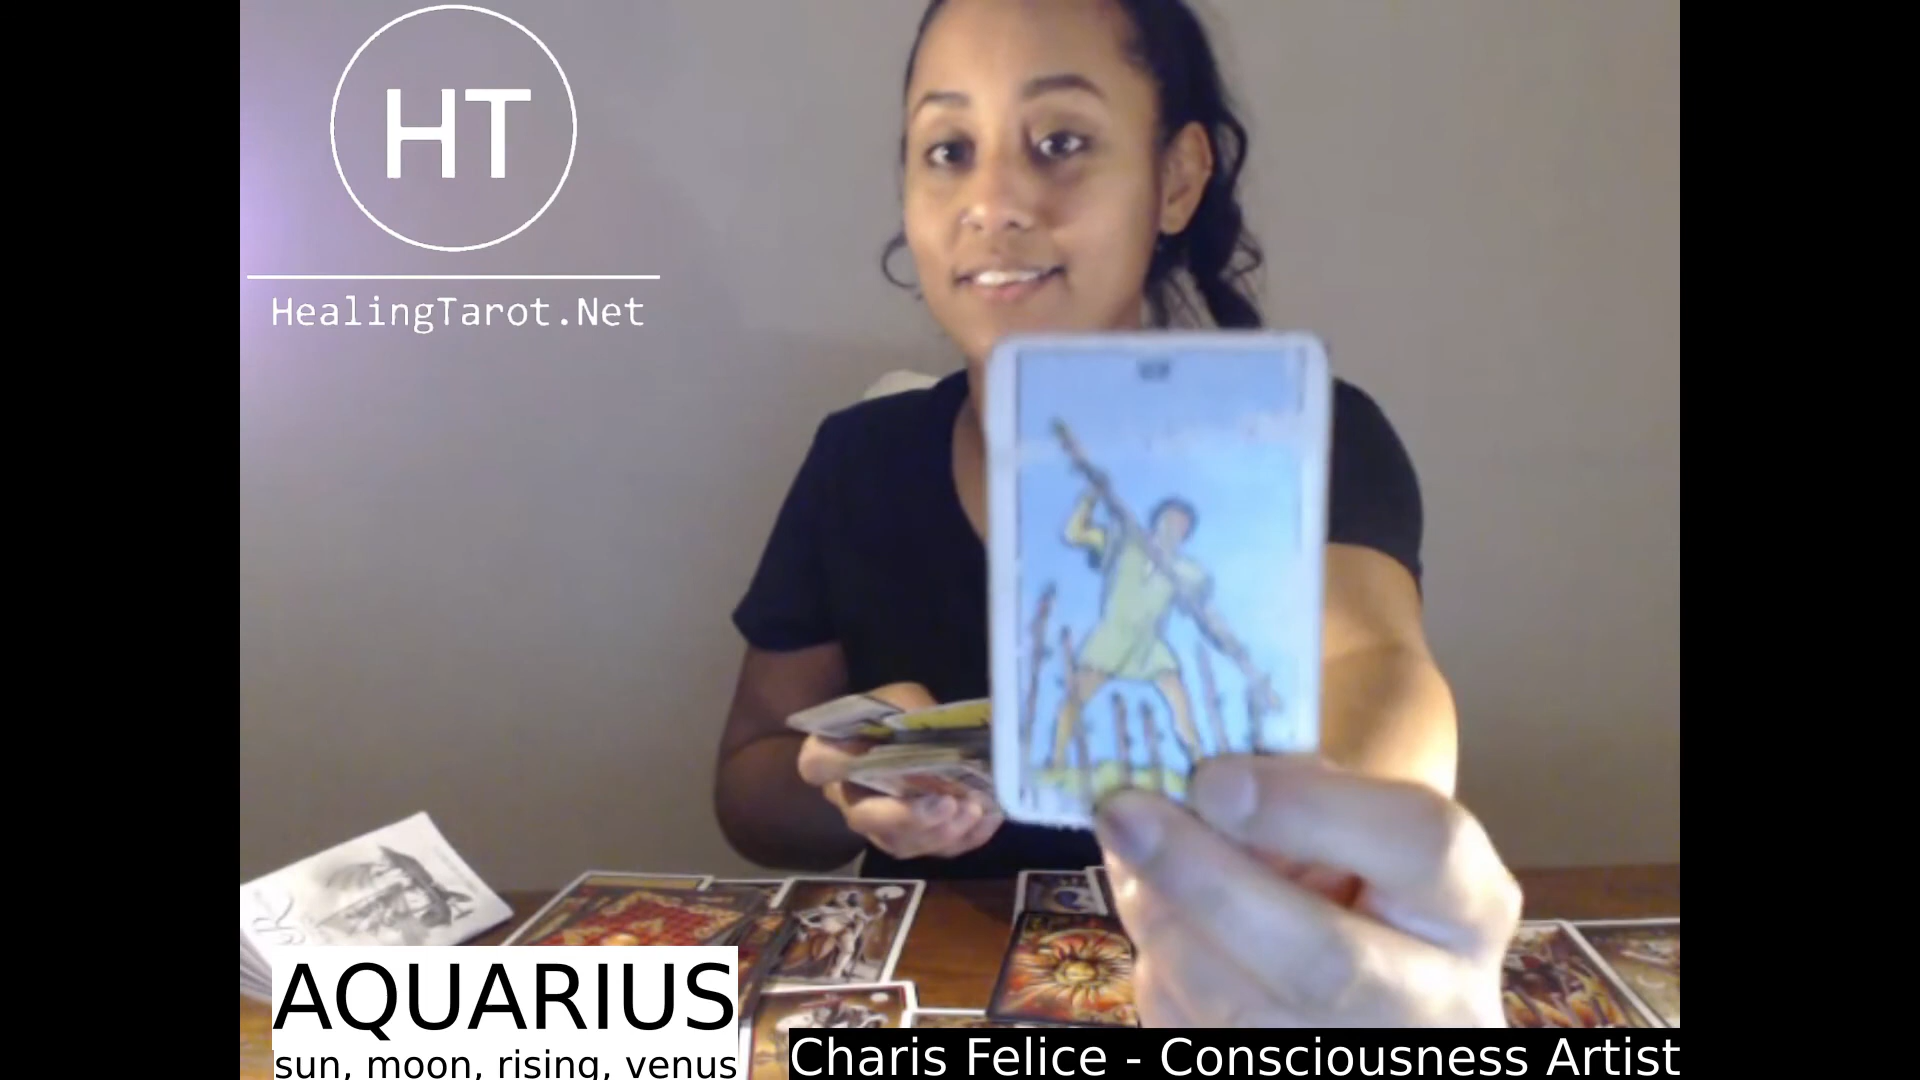 HT
HealingTarot.Net
AQUARIUS
sun, moon, rising, venus
Charis Felice - Consciousness Artist